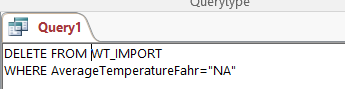 Querytype
Query1
DELETE FROM WT_IMPORT
WHERE AverageTemperatureFahr="NA"